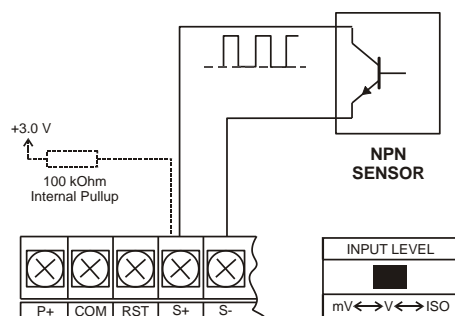 +3.0 V
100 kOhm
Internal Pullup
NPN
SENSOR
P+ COM RST S+ S-
INPUT LEVEL
mV↔V↔ISO